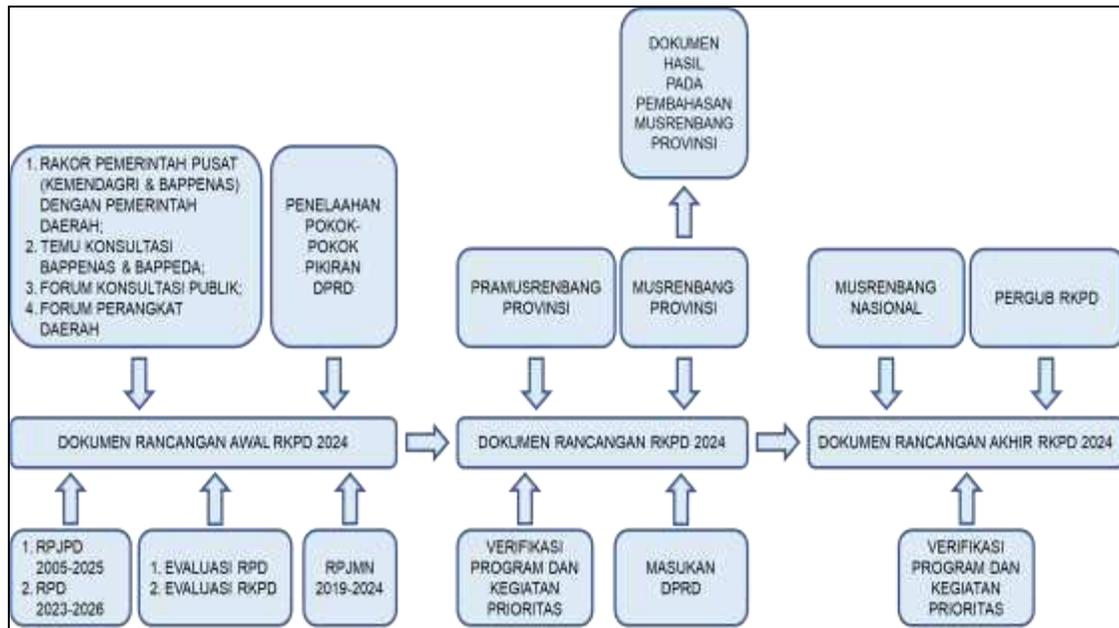 DOKUMEN
HASIL
PADA
PEMBAHASAN
MUSRENBANG
PROVINSI
1. RAKOR PEMERINTAH PUSAT
(KEMENDAGRI & BAPPENAS)
DENGAN PEMERINTAH
DAERAH;
2. TEMU KONSULTASI
BAPPENAS & BAPPEDA;
3. FORUM KONSULTASI PUBLIK;
4. FORUM PERANGKAT
DAERAH
PENELAAHAN
POKOK-
POKOK
PIKIRAN
DPRD
PRAMUSRENBANG
PROVINSI
MUSRENBANG
PROVINSI
MUSRENBANG
NASIONAL
PERGUB RKPD
DOKUMEN RANCANGAN AWAL RKPD 2024
DOKUMEN RANCANGAN RKPD 2024
DOKUMEN RANCANGAN AKHIR RKPD 2024
1. RPJPD
2005-2025
2. RPD
2023-2026
1. EVALUASI RPD
2. EVALUASI RKPD
RPJMN
2019-2024
VERIFIKASI
PROGRAM DAN
KEGIATAN
PRIORITAS
MASUKAN
DPRD
VERIFIKASI
PROGRAM DAN
KEGIATAN
PRIORITAS